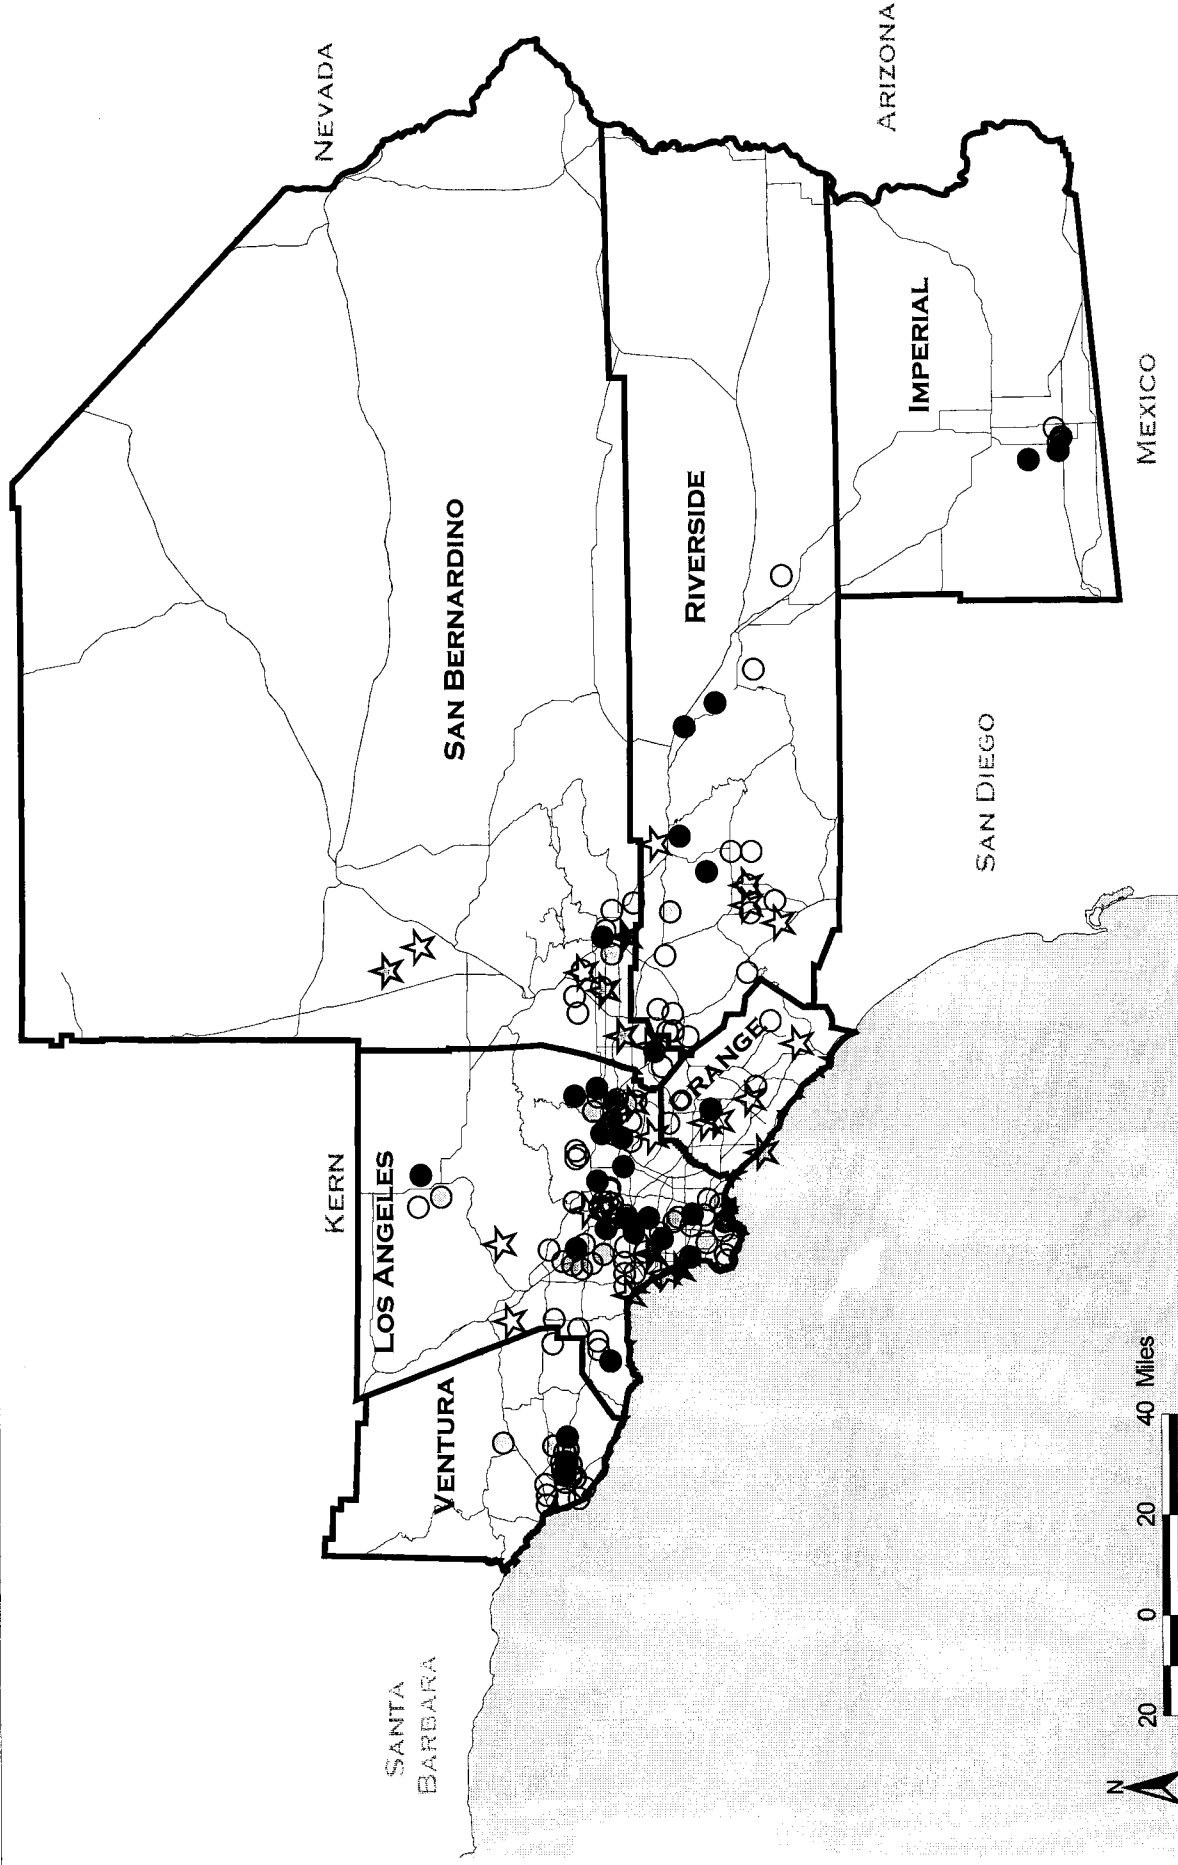 NEVADA
ARIZONA
KERN
SAN BERNARDINO
LOS ANGELES
VENTURA
RIVERSIDE
IMPERIAL
ORANGE
SANTA
BARBARA
SAN DIEGO
MEXICO
N
20 0 20 40 Miles